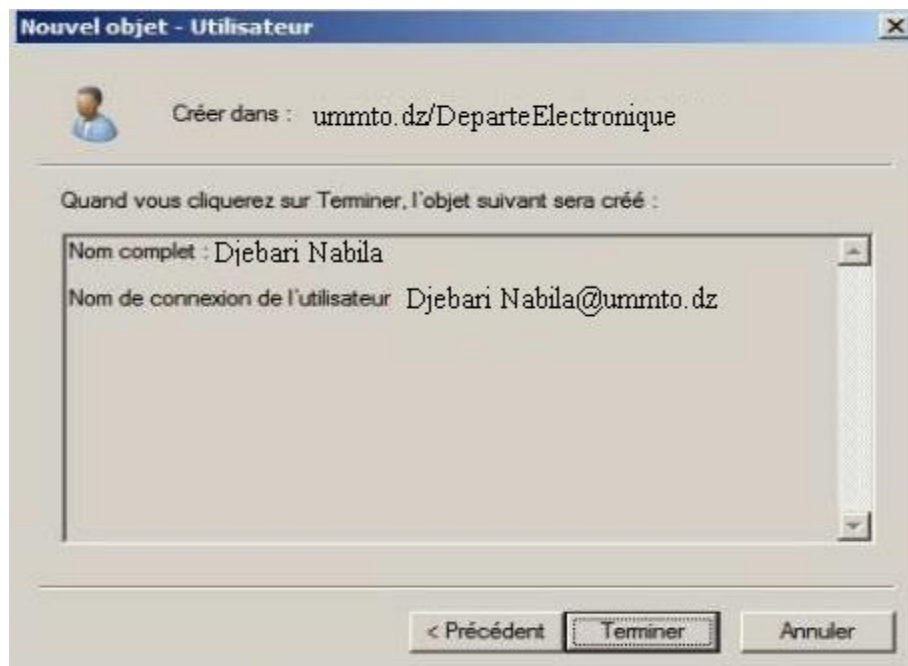 Nouvel objet - Utilisateur
Créer dans : ummto.dz/DeparteElectronique
Quand vous cliquerez sur Terminer, l'objet suivant sera créé :
Nom complet : Djebari Nabila
Nom de connexion de l'utilisateur Djebari Nabila@ummto.dz
< Précédent Terminer Annuler